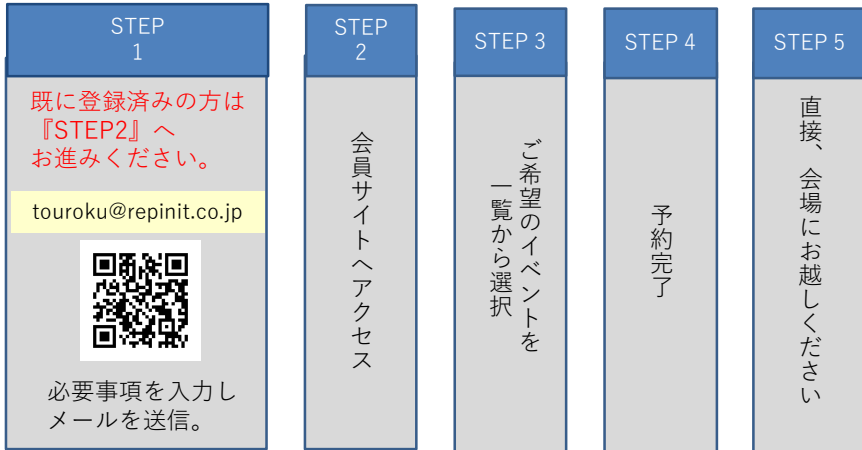 STEP
1
既に登録済みの方は
『STEP2』へ
お進みください。
touroku@repinit.co.jp
必要事項を入力し
メールを送信。
STEP
2
会員サイトへアクセス
STEP 3
ご希望のイベントを
一覧から選択
STEP 4
予約完了
STEP 5
直接、会場にお越しください